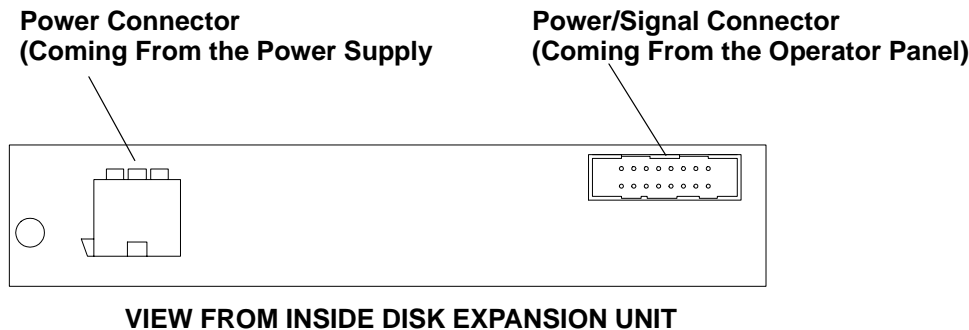 Power Connector
(Coming From the Power Supply
Power/Signal Connector
(Coming From the Operator Panel)
VIEW FROM INSIDE DISK EXPANSION UNIT